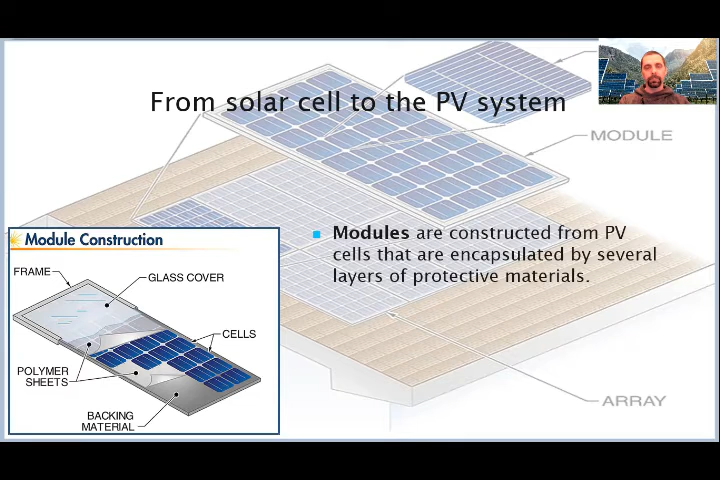 From solar cell to the PV system
MODULE
Modules are constructed from PV
cells that are encapsulated by several
layers of protective materials.
Module Construction
FRAME
GLASS COVER
CELLS
POLYMER
SHEETS
BACKING
MATERIAL
ARRAY